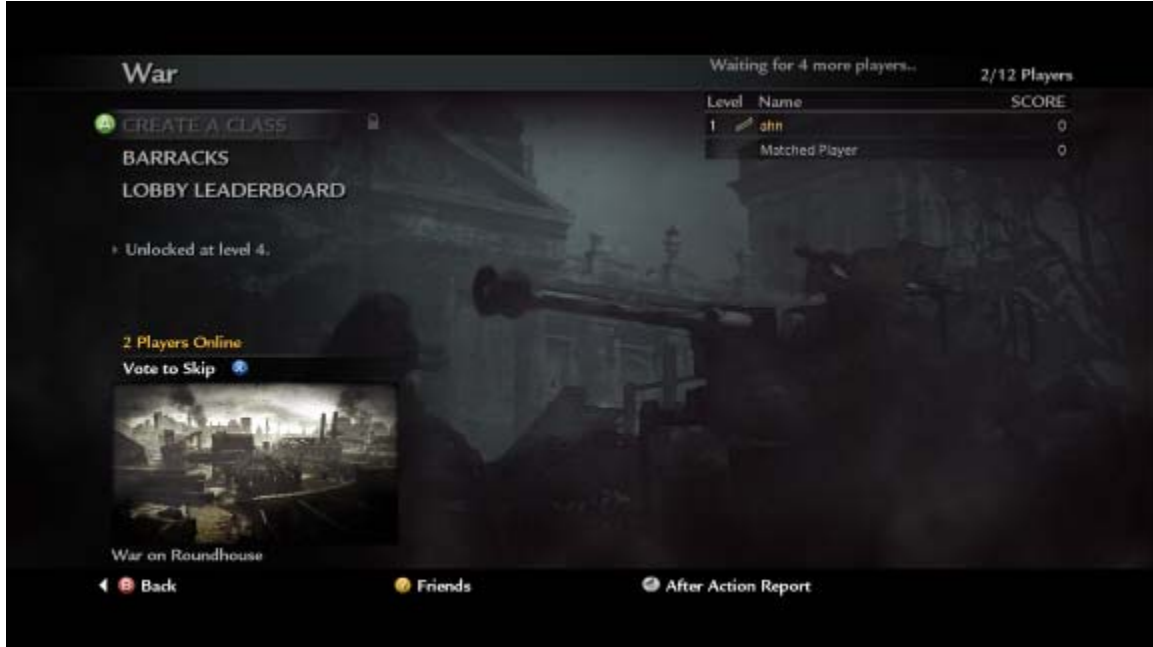 War
Waiting for 4 more players..
2/12 Players
Level Name SCORE
1 ahn 0
Matched Player 0
A CREATE A CLASS
BARRACKS
LOBBY LEADERBOARD
Unlocked at level 4.
2 Players Online
Vote to Skip X
War on Roundhouse
B Back
Y Friends
After Action Report